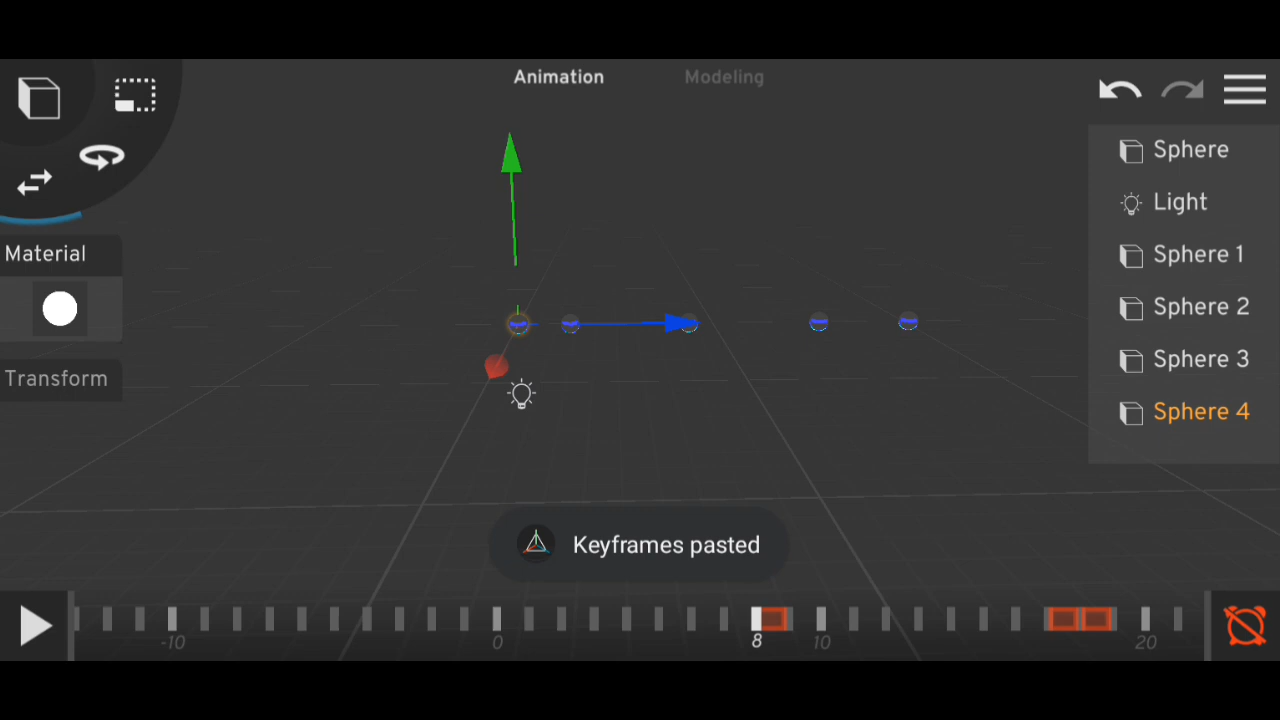 Animation
Modeling
Sphere
Light
Sphere 1
Sphere 2
Sphere 3
Sphere 4
Material
Transform
Keyframes pasted
-10
0
8
10
20